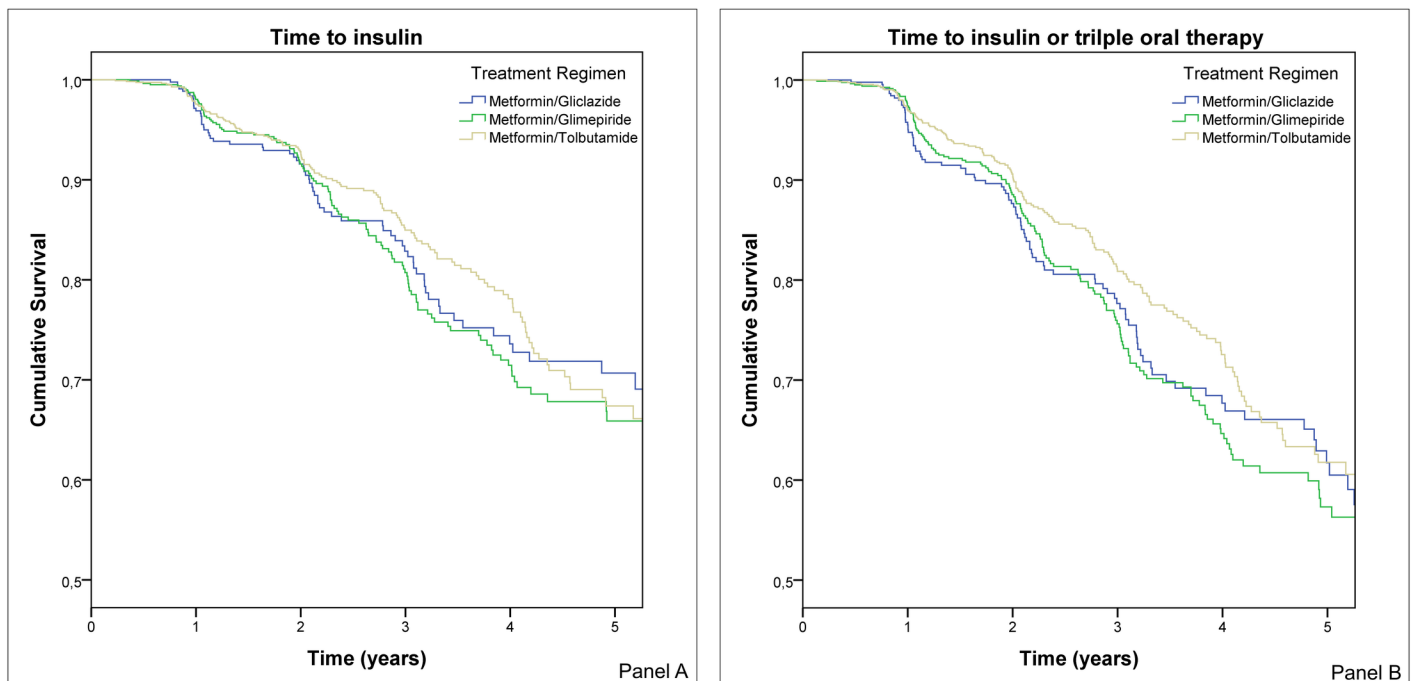 Time to insulin
Treatment Regimen
Metformin/Gliclazide
Metformin/Glimepiride
Metformin/Tolbutamide
Cumulative Survival
1,0
0,9
0,8
0,7
0,6
0,5
0 1 2 3 4 5
Time (years)
Panel A
Time to insulin or trilple oral therapy
Treatment Regimen
Metformin/Gliclazide
Metformin/Glimepiride
Metformin/Tolbutamide
Cumulative Survival
1,0
0,9
0,8
0,7
0,6
0,5
0 1 2 3 4 5
Time (years)
Panel B